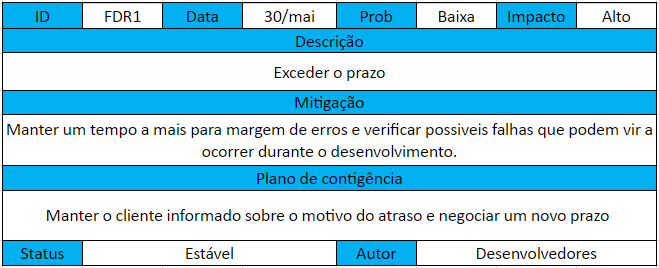 ID FDR1 Data 30/mai Prob Baixa Impacto Alto
Descrição
Exceder o prazo
Mitigação
Manter um tempo a mais para margem de erros e verificar possiveis falhas que podem vir a
ocorrer durante o desenvolvimento.
Plano de contigência
Manter o cliente informado sobre o motivo do atraso e negociar um novo prazo
Status Estável Autor Desenvolvedores